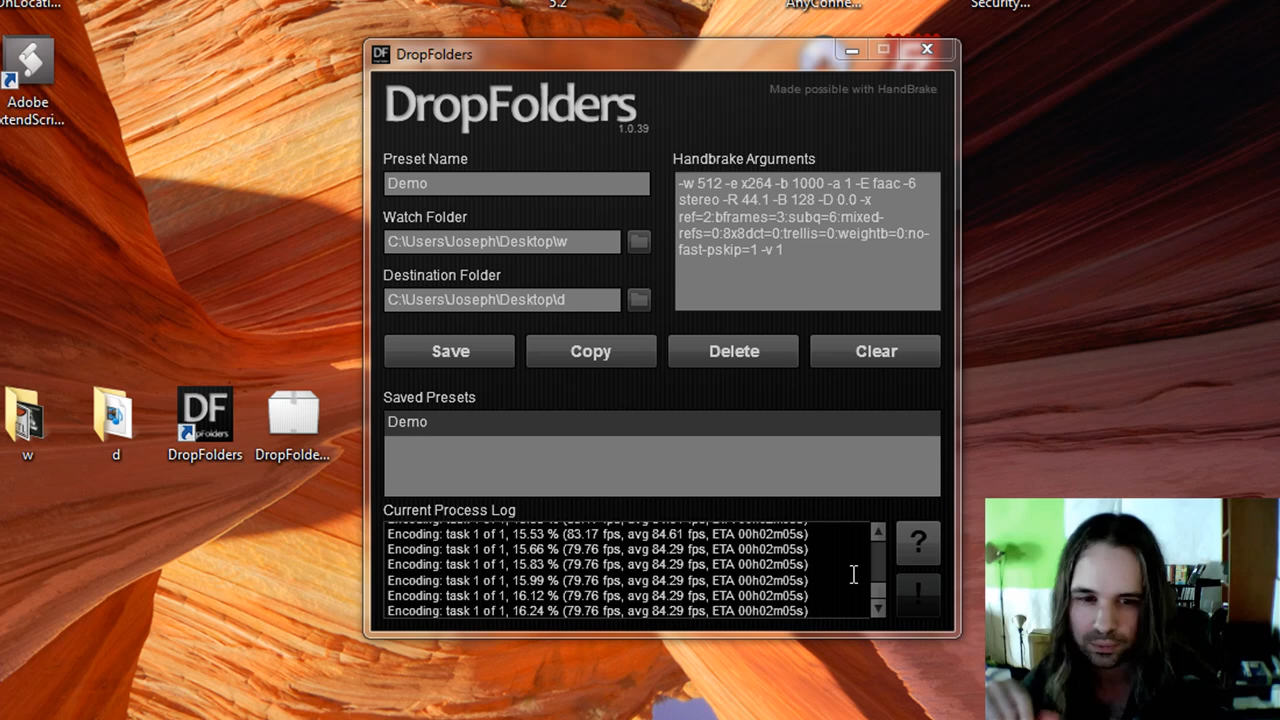 5.2
AnyConne...
Security...
Adobe
xtendScri...
DF
DropFolders
DropFolders
1.0.39
Made possible with HandBrake
Preset Name
Demo
Watch Folder
C:\Users\Joseph\Desktop\w
Destination Folder
C:\Users\Joseph\Desktop\d
Handbrake Arguments
-w 512 -e x264 -b 1000 -a 1 -E faac -6
stereo -R 44.1 -B 128 -D 0.0 -x
ref=2:bframes=3:subq=6:mixed-
refs=0:8x8dct=0:trellis=0:weightb=0:no-
fast-pskip=1 -v 1
Save
Copy
Delete
Clear
Saved Presets
Demo
Current Process Log
Encoding: task 1 of 1, 15.53 % (83.17 fps, avg 84.61 fps, ETA 00h02m05s)
Encoding: task 1 of 1, 15.66 % (79.76 fps, avg 84.29 fps, ETA 00h02m05s)
Encoding: task 1 of 1, 15.83 % (79.76 fps, avg 84.29 fps, ETA 00h02m05s)
Encoding: task 1 of 1, 15.99 % (79.76 fps, avg 84.29 fps, ETA 00h02m05s)
Encoding: task 1 of 1, 16.12 % (79.76 fps, avg 84.29 fps, ETA 00h02m05s)
Encoding: task 1 of 1, 16.24 % (79.76 fps, avg 84.29 fps, ETA 00h02m05s)
?
!
w
d
DF
DropFolders
DropFolde...